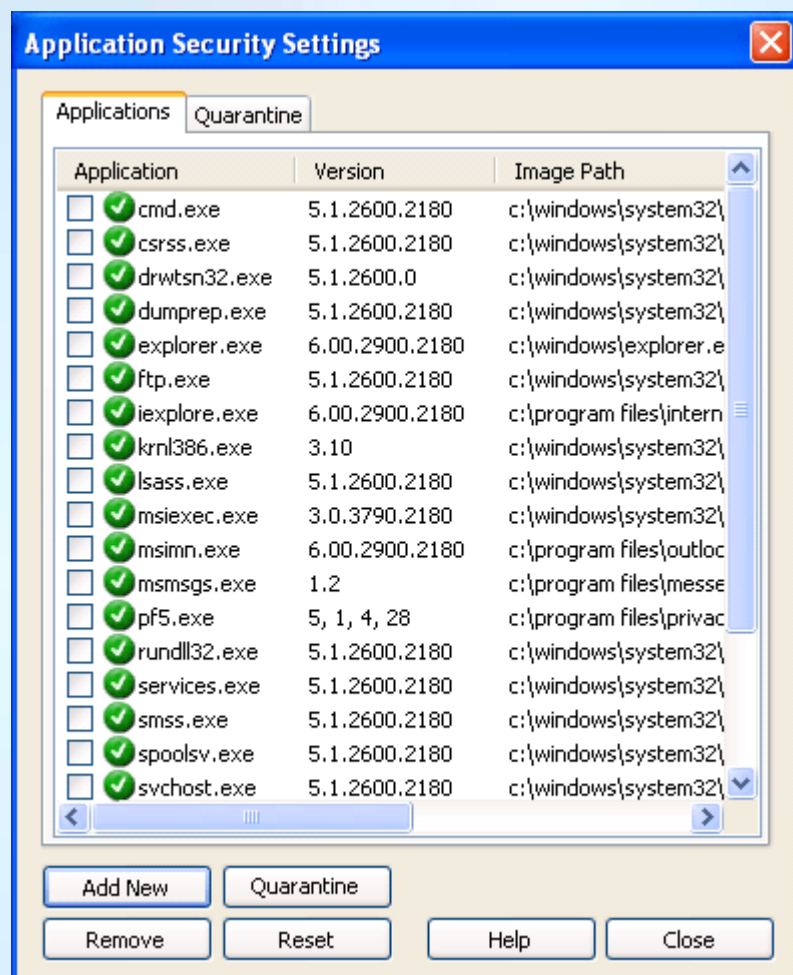 Application Security Settings
Applications Quarantine
Application Version Image Path
cmd.exe 5.1.2600.2180 c:\windows\system32\
csrss.exe 5.1.2600.2180 c:\windows\system32\
drwtsn32.exe 5.1.2600.0 c:\windows\system32\
dumprep.exe 5.1.2600.2180 c:\windows\system32\
explorer.exe 6.00.2900.2180 c:\windows\explorer.e
ftp.exe 5.1.2600.2180 c:\windows\system32\
iexplore.exe 6.00.2900.2180 c:\program files\intern
krnl386.exe 3.10 c:\windows\system32\
lsass.exe 5.1.2600.2180 c:\windows\system32\
msiexec.exe 3.0.3790.2180 c:\windows\system32\
msimn.exe 6.00.2900.2180 c:\program files\outloc
msmsgs.exe 1.2 c:\program files\messe
pf5.exe 5, 1, 4, 28 c:\program files\privac
rundll32.exe 5.1.2600.2180 c:\windows\system32\
services.exe 5.1.2600.2180 c:\windows\system32\
smss.exe 5.1.2600.2180 c:\windows\system32\
spoolsv.exe 5.1.2600.2180 c:\windows\system32\
svchost.exe 5.1.2600.2180 c:\windows\system32\
Add New Quarantine
Remove Reset Help Close